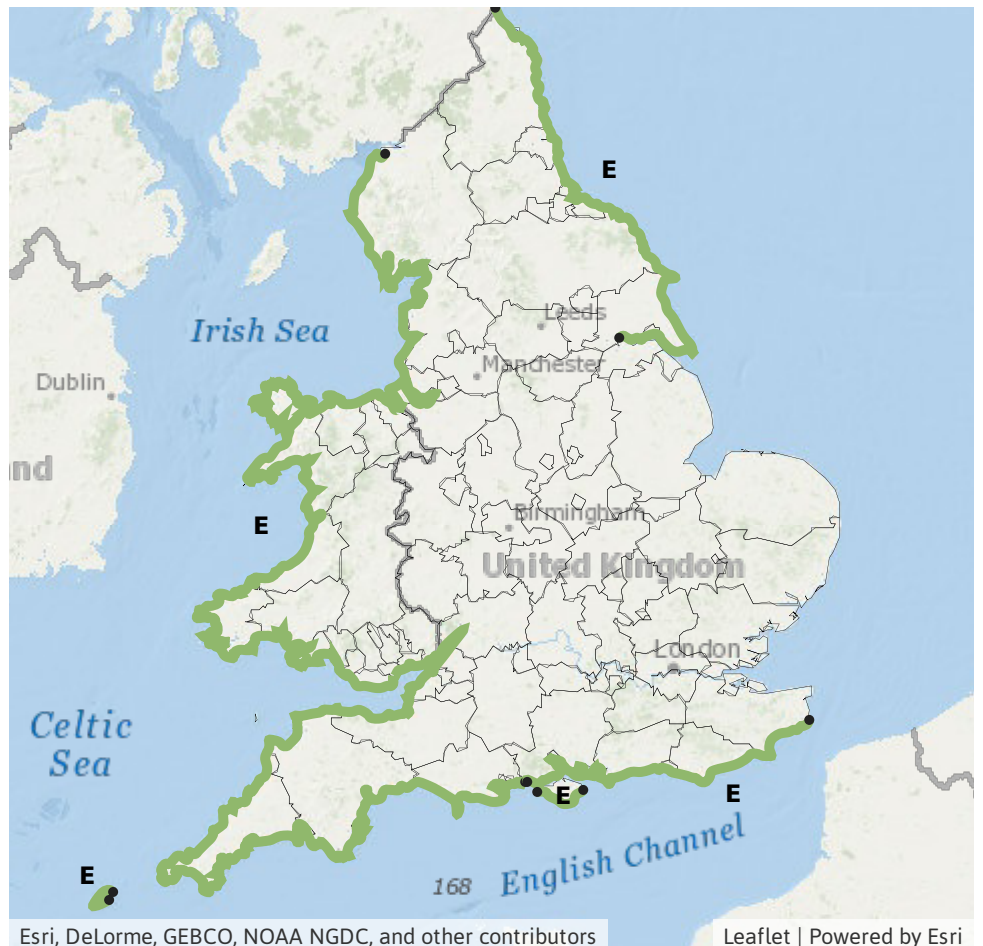 E
Leeds
Irish Sea
Manchester
Dublin
nd
E
Birmingham
United Kingdom
London
Celtic
Sea
E
E
English Channel
E
168
Esri, DeLorme, GEBCO, NOAA NGDC, and other contributors
Leaflet | Powered by Esri